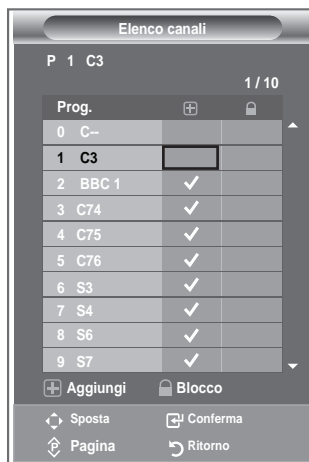 Elenco canali
P 1 C3
1 / 10
Prog.
0 C--
1 C3
2 BBC 1
3 C74
4 C75
5 C76
6 S3
7 S4
8 S6
9 S7
Aggiungi Blocco
Sposta Conferma
Pagina Ritorno